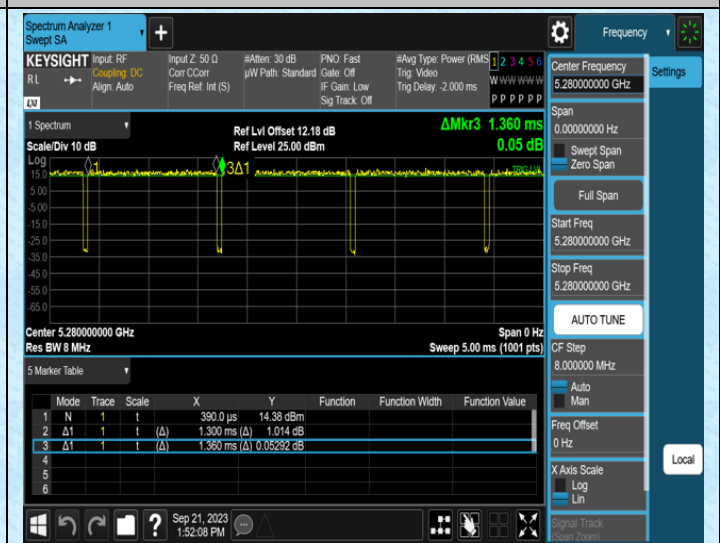 Spectrum Analyzer 1
Swept SA
Frequency
KEYSIGHT
RL
LXI
Input: RF
Coupling: DC
Align: Auto
Input Z: 50 Ω
Corr CCorr
Freq Ref: Int (S)
#Atten: 30 dB
µW Path: Standard
PNO: Fast
Gate: Off
IF Gain: Low
Sig Track: Off
#Avg Type: Power (RMS
Trig: Video
Trig Delay: -2.000 ms
1 2 3 4 5 6
W W W W W W
P P P P P P
1 Spectrum
Scale/Div 10 dB
Ref Lvl Offset 12.18 dB
Ref Level 25.00 dBm
ΔMkr3 1.360 ms
0.05 dB
Log
15.0
5.00
-5.00
-15.0
-25.0
-35.0
-45.0
-55.0
-65.0
1
3Δ1
TRIG LVL
Center 5.280000000 GHz
Res BW 8 MHz
Span 0 Hz
Sweep 5.00 ms (1001 pts)
5 Marker Table
Mode Trace Scale X Y Function Function Width Function Value
1 N 1 t 390.0 µs 14.38 dBm
2 Δ1 1 t (Δ) 1.300 ms (Δ) 1.014 dB
3 Δ1 1 t (Δ) 1.360 ms (Δ) 0.05292 dB
4
5
6
Sep 21, 2023
1:52:08 PM
Center Frequency
5.280000000 GHz
Span
0.00000000 Hz
Swept Span
Zero Span
Full Span
Start Freq
5.280000000 GHz
Stop Freq
5.280000000 GHz
AUTO TUNE
CF Step
8.000000 MHz
Auto
Man
Freq Offset
0 Hz
X Axis Scale
Log
Lin
Signal Track
(Span Zoom)
Settings
Local